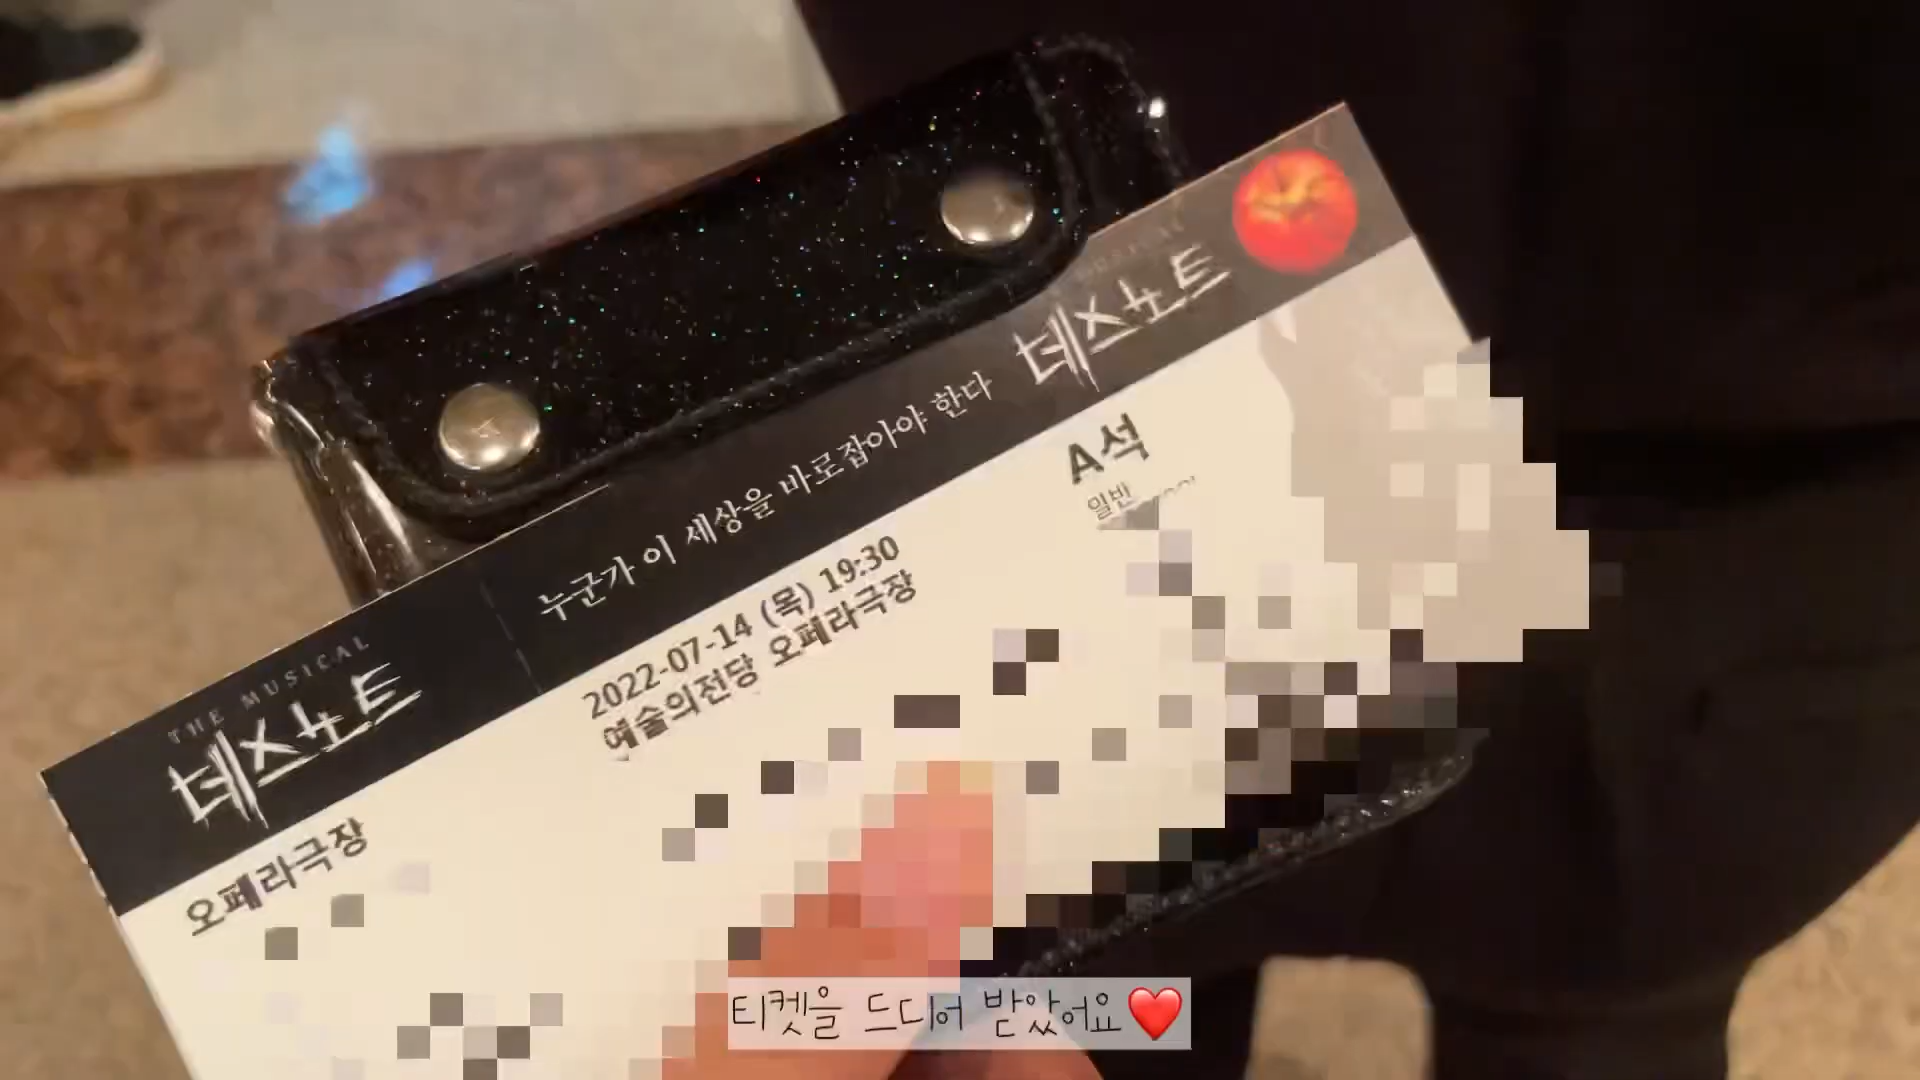 THE MUSICAL
데스노트
누군가 이 세상을 바로잡아야 한다
MUSICAL
데스노트
오페라극장
2022-07-14 (목) 19:30
예술의전당 오페라극장
A석
일반
티켓을 드디어 받았어요❤️